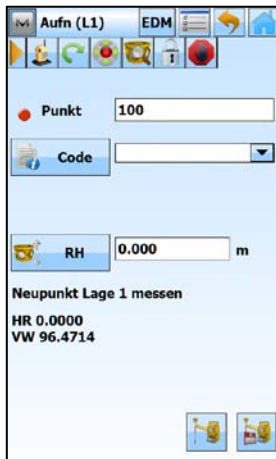 Aufn (L1) EDM
Punkt 100
Code
RH 0.000 m
Neupunkt Lage 1 messen
HR 0.0000
VW 96.4714